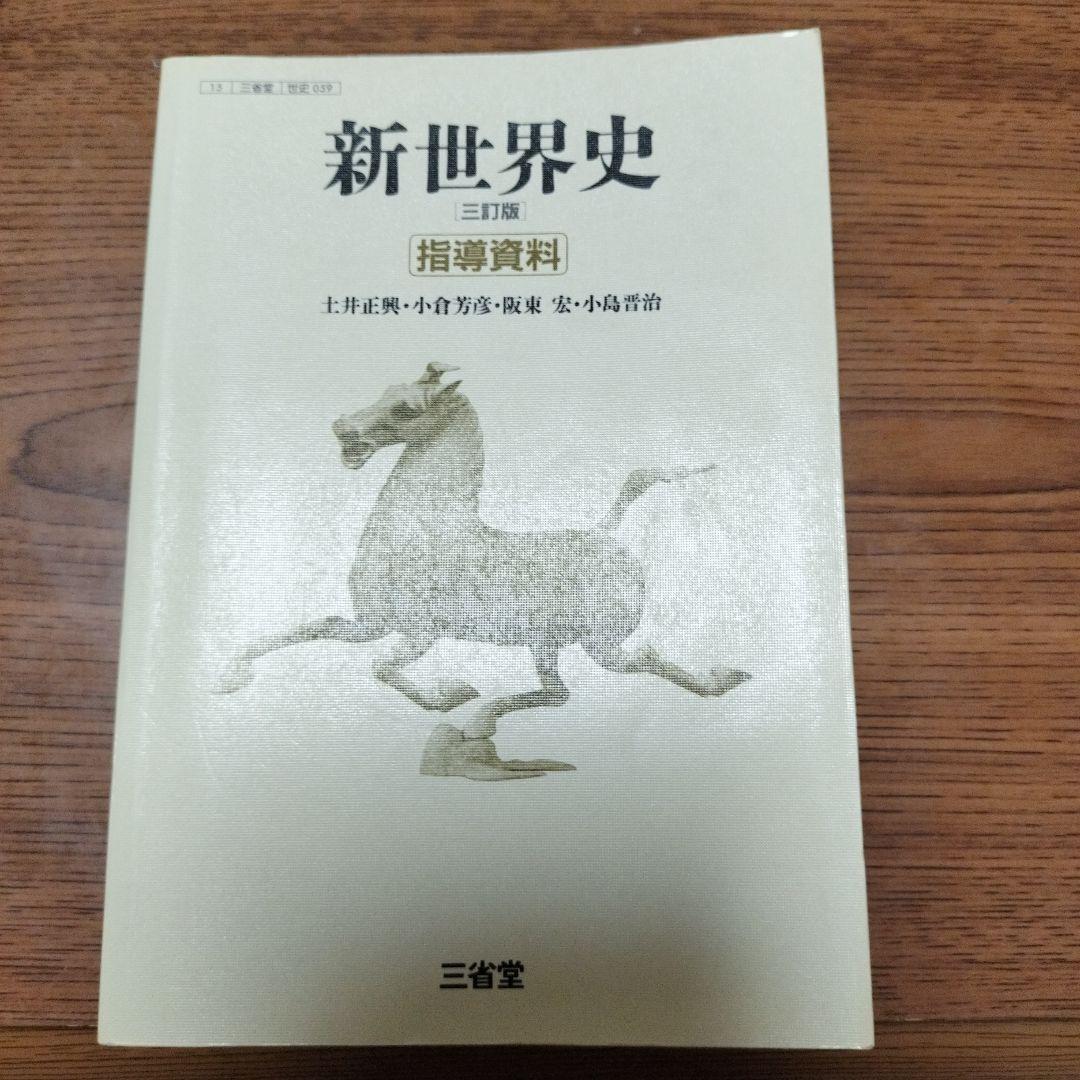 15 三省堂 世史 039
新世界史
[三訂版]
指導資料
土井正興・小倉芳彦・阪東 宏・小島晋治
三省堂